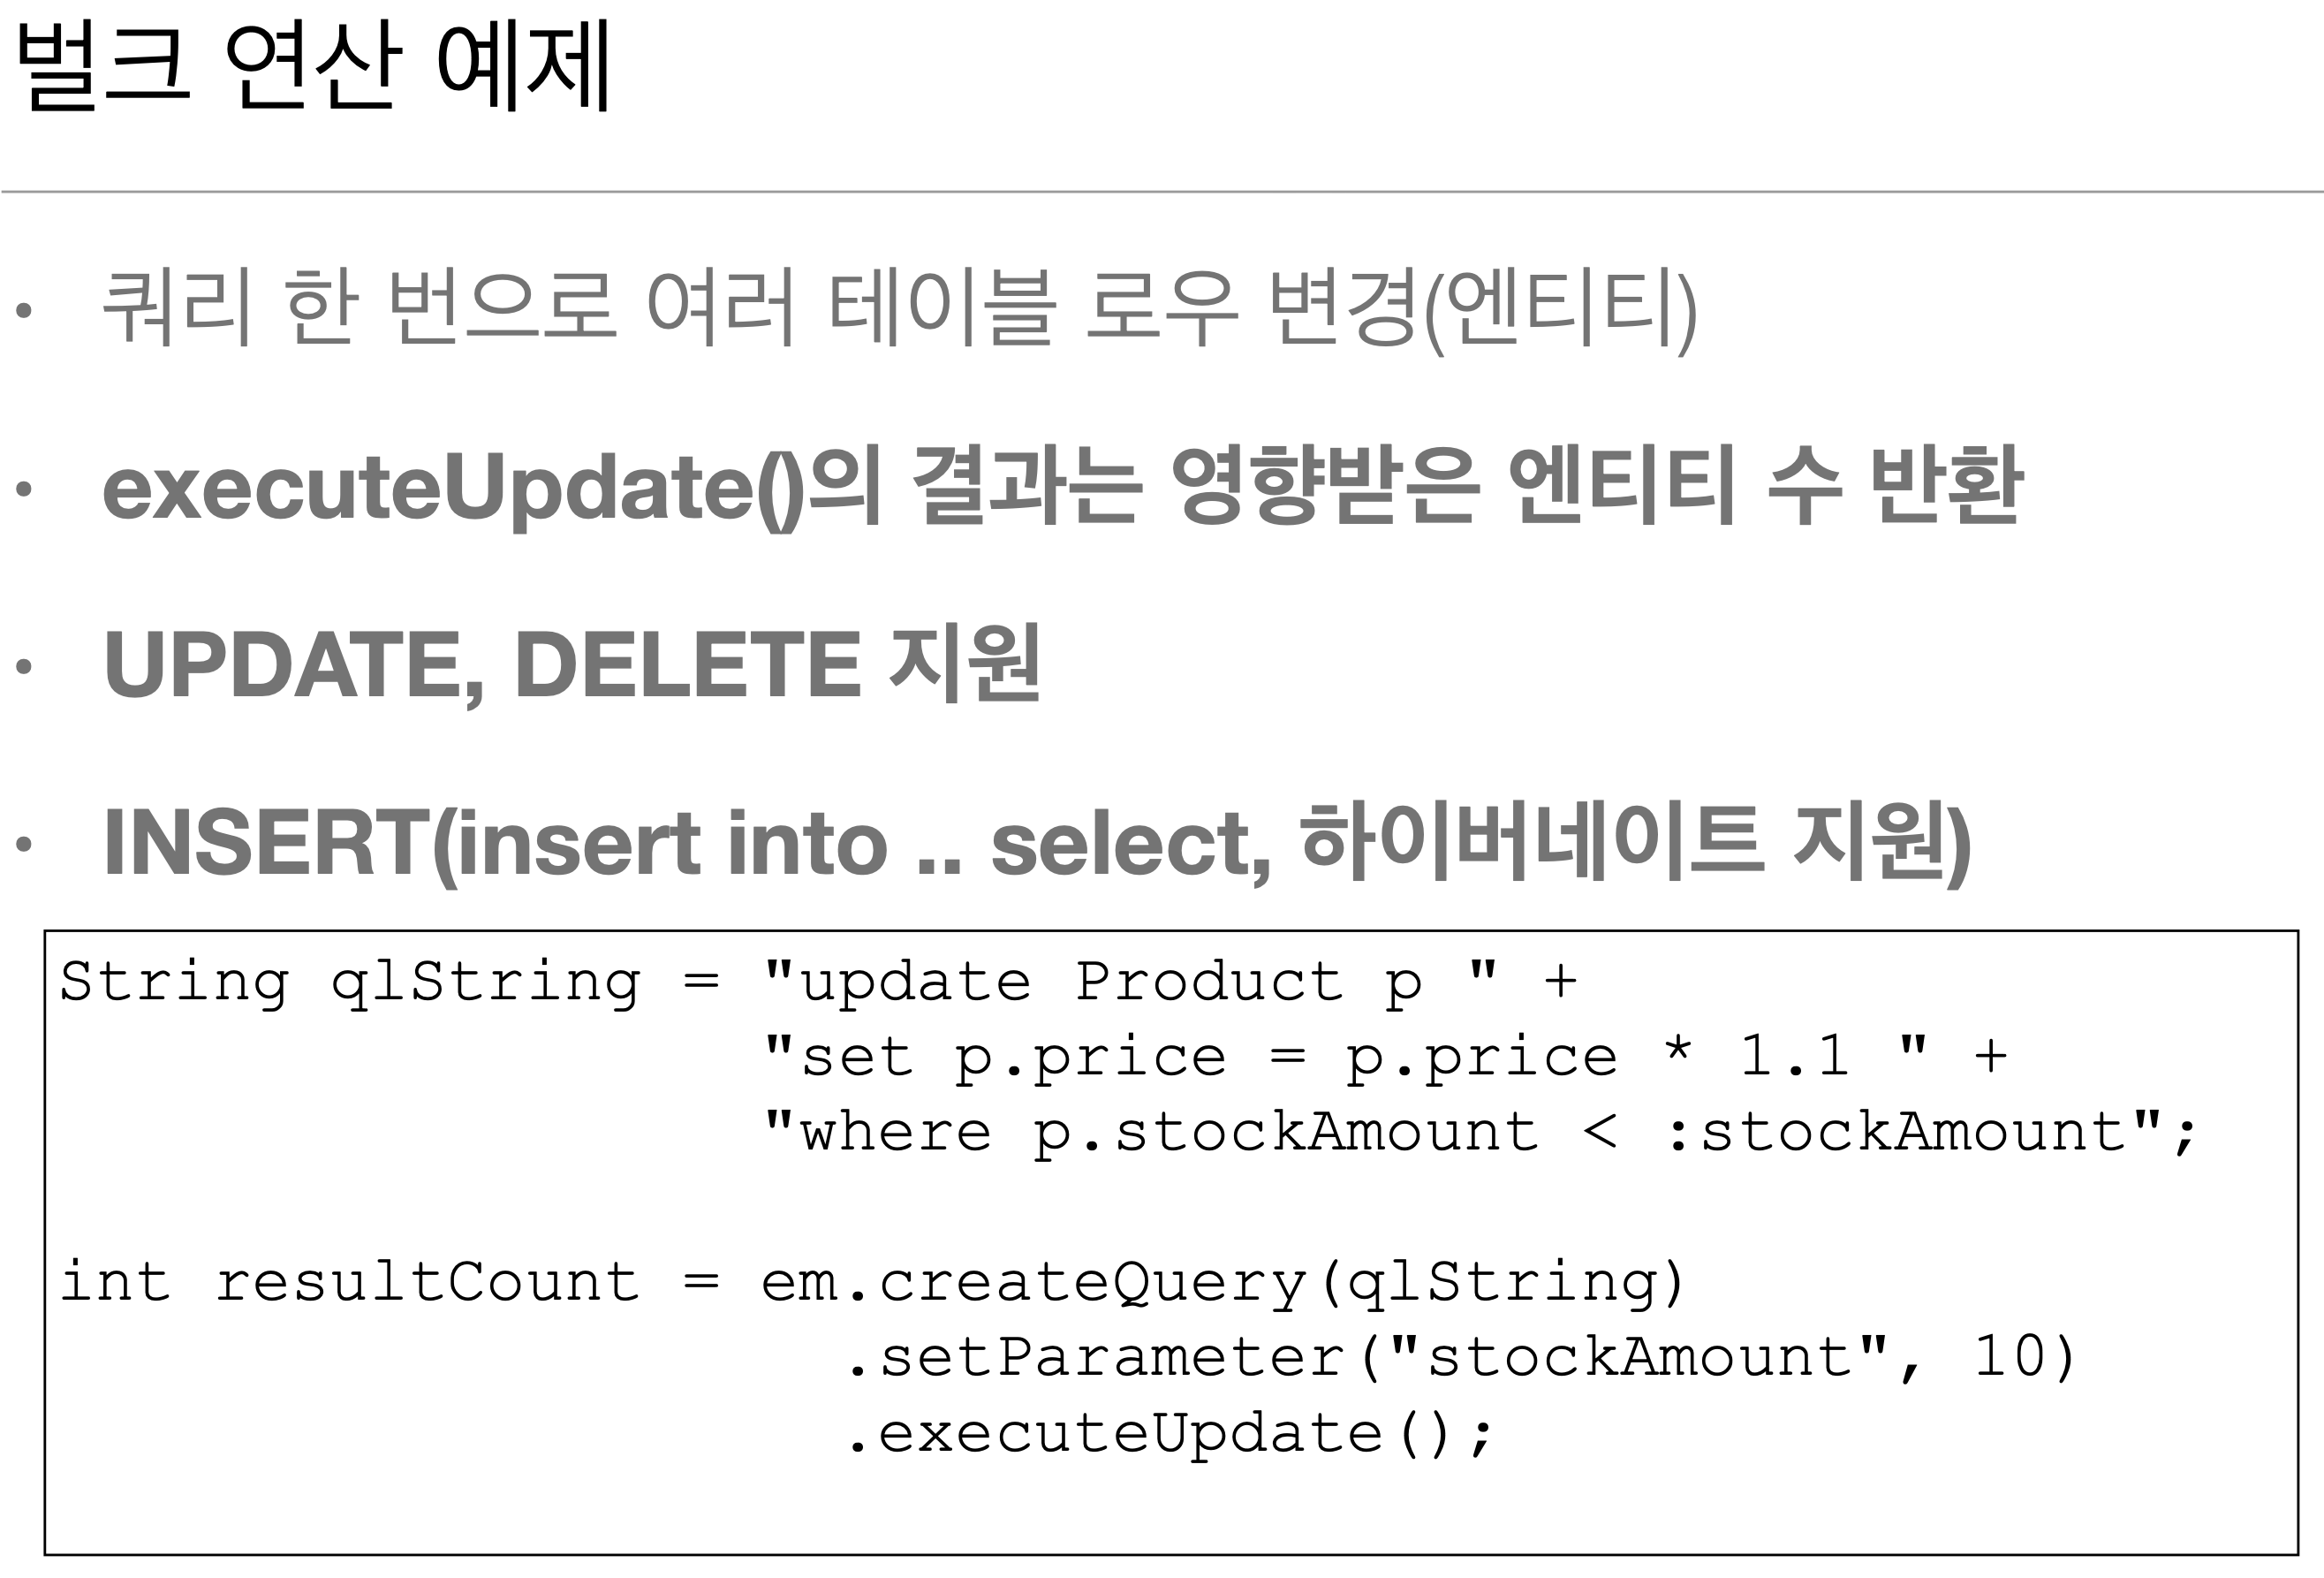 벌크 연산 예제
• 쿼리 한 번으로 여러 테이블 로우 변경(엔티티)
• executeUpdate()의 결과는 영향받은 엔티티 수 반환
• UPDATE, DELETE 지원
• INSERT(insert into .. select, 하이버네이트 지원)
String qlString = "update Product p " +
"set p.price = p.price * 1.1 " +
"where p.stockAmount < :stockAmount";
int resultCount = em.createQuery(qlString)
.setParameter("stockAmount", 10)
.executeUpdate();